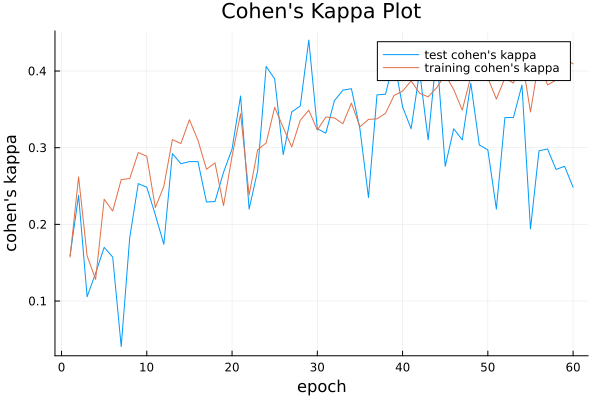 Cohen's Kappa Plot
test cohen's kappa
training cohen's kappa
cohen's kappa
0.4
0.3
0.2
0.1
0 10 20 30 40 50 60
epoch